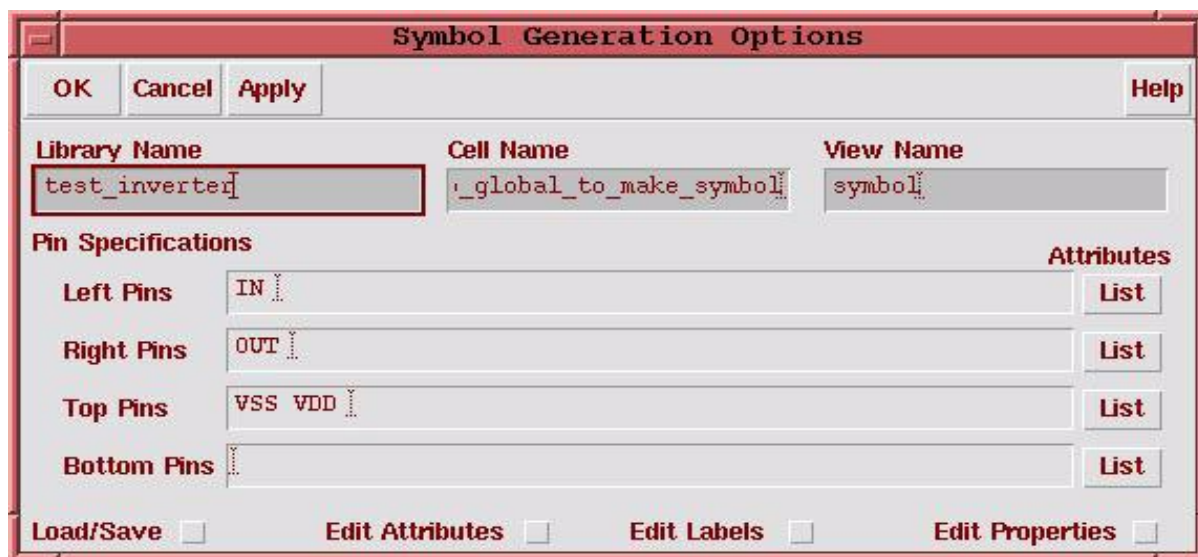 Symbol Generation Options
OK Cancel Apply Help
Library Name Cell Name View Name
test_inverter _global_to_make_symbol symbol
Pin Specifications
Attributes
Left Pins IN List
Right Pins OUT List
Top Pins VSS VDD List
Bottom Pins List
Load/Save Edit Attributes Edit Labels Edit Properties